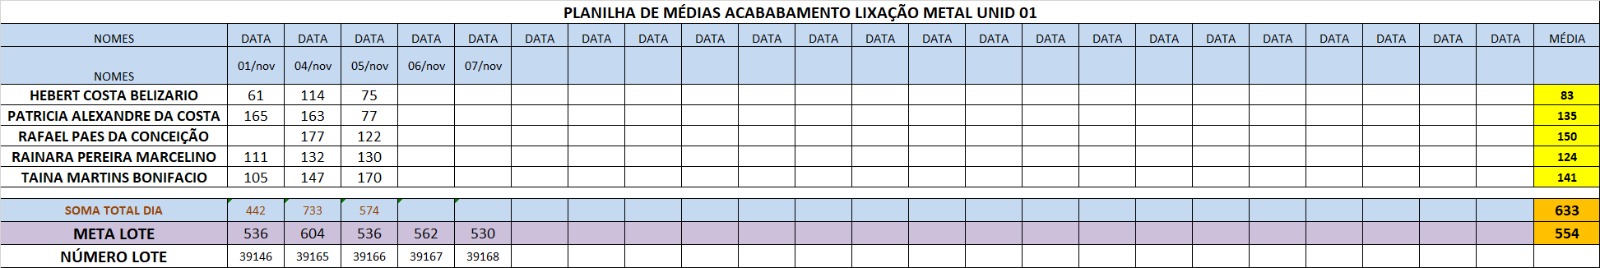 PLANILHA DE MÉDIAS ACABABAMENTO LIXAÇÃO METAL UNID 01
NOMES DATA DATA DATA DATA DATA DATA DATA DATA DATA DATA DATA DATA DATA DATA DATA DATA DATA DATA DATA DATA DATA DATA DATA MÉDIA
NOMES 01/nov 04/nov 05/nov 06/nov 07/nov
HEBERT COSTA BELIZARIO 61 114 75 83
PATRICIA ALEXANDRE DA COSTA 165 163 77 135
RAFAEL PAES DA CONCEIÇÃO 177 122 150
RAINARA PEREIRA MARCELINO 111 132 130 124
TAINA MARTINS BONIFACIO 105 147 170 141
SOMA TOTAL DIA 442 733 574 633
META LOTE 536 604 536 562 530 554
NÚMERO LOTE 39146 39165 39166 39167 39168